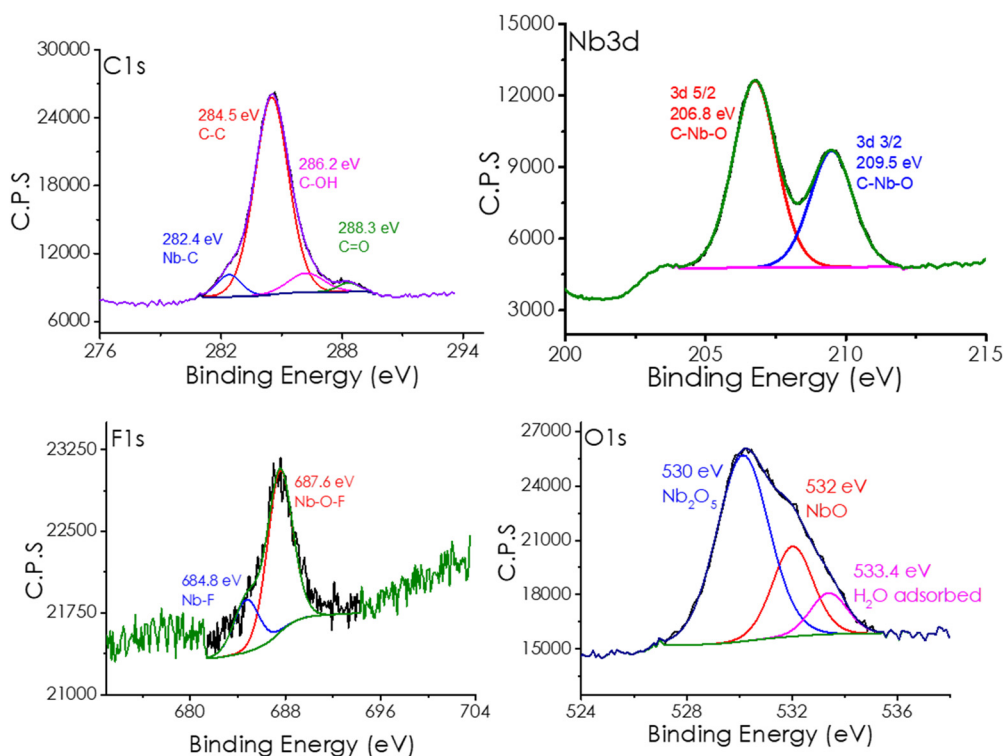 C1s
C.P.S
30000
24000
18000
12000
6000
284.5 eV
C-C
286.2 eV
C-OH
282.4 eV
Nb-C
288.3 eV
C=O
276
282
288
294
Binding Energy (eV)
Nb3d
C.P.S
15000
12000
9000
6000
3000
3d 5/2
206.8 eV
C-Nb-O
3d 3/2
209.5 eV
C-Nb-O
200
205
210
215
Binding Energy (eV)
F1s
C.P.S
23250
22500
21750
21000
687.6 eV
Nb-O-F
684.8 eV
Nb-F
680
688
696
704
Binding Energy (eV)
O1s
C.P.S
27000
24000
21000
18000
15000
530 eV
Nb₂O₅
532 eV
NbO
533.4 eV
H₂O adsorbed
524
528
532
536
Binding Energy (eV)